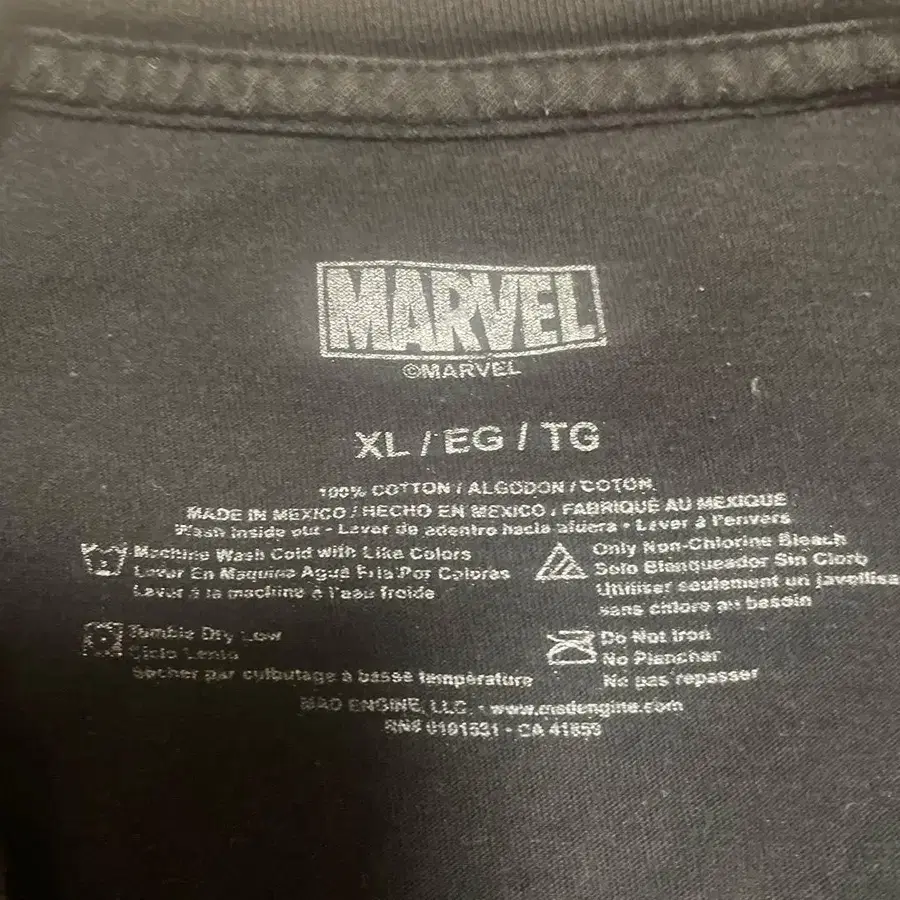 MARVEL
©MARVEL
XL / EG / TG
100% COTTON / ALGODON / COTON
MADE IN MEXICO / HECHO EN MEXICO / FABRIQUÉ AU MEXIQUE
Wash inside out • Lavar de adentro hacia afuera • Laver à l'envers
Machine Wash Cold with Like Colors
Lavar En Maquina Agua Fria Por Colores
Laver à la machine à l'eau froide
Only Non-Chlorine Bleach
Solo Blanqueador Sin Cloro
Utiliser seulement un javellisa
sans chlore au besoin
Tumble Dry Low
Ciclo Lento
Sécher par culbutage à basse température
Do Not Iron
No Planchar
Ne pas repasser
MAD ENGINE, LLC. • www.madengine.com
RN# 0101531 • CA 41853